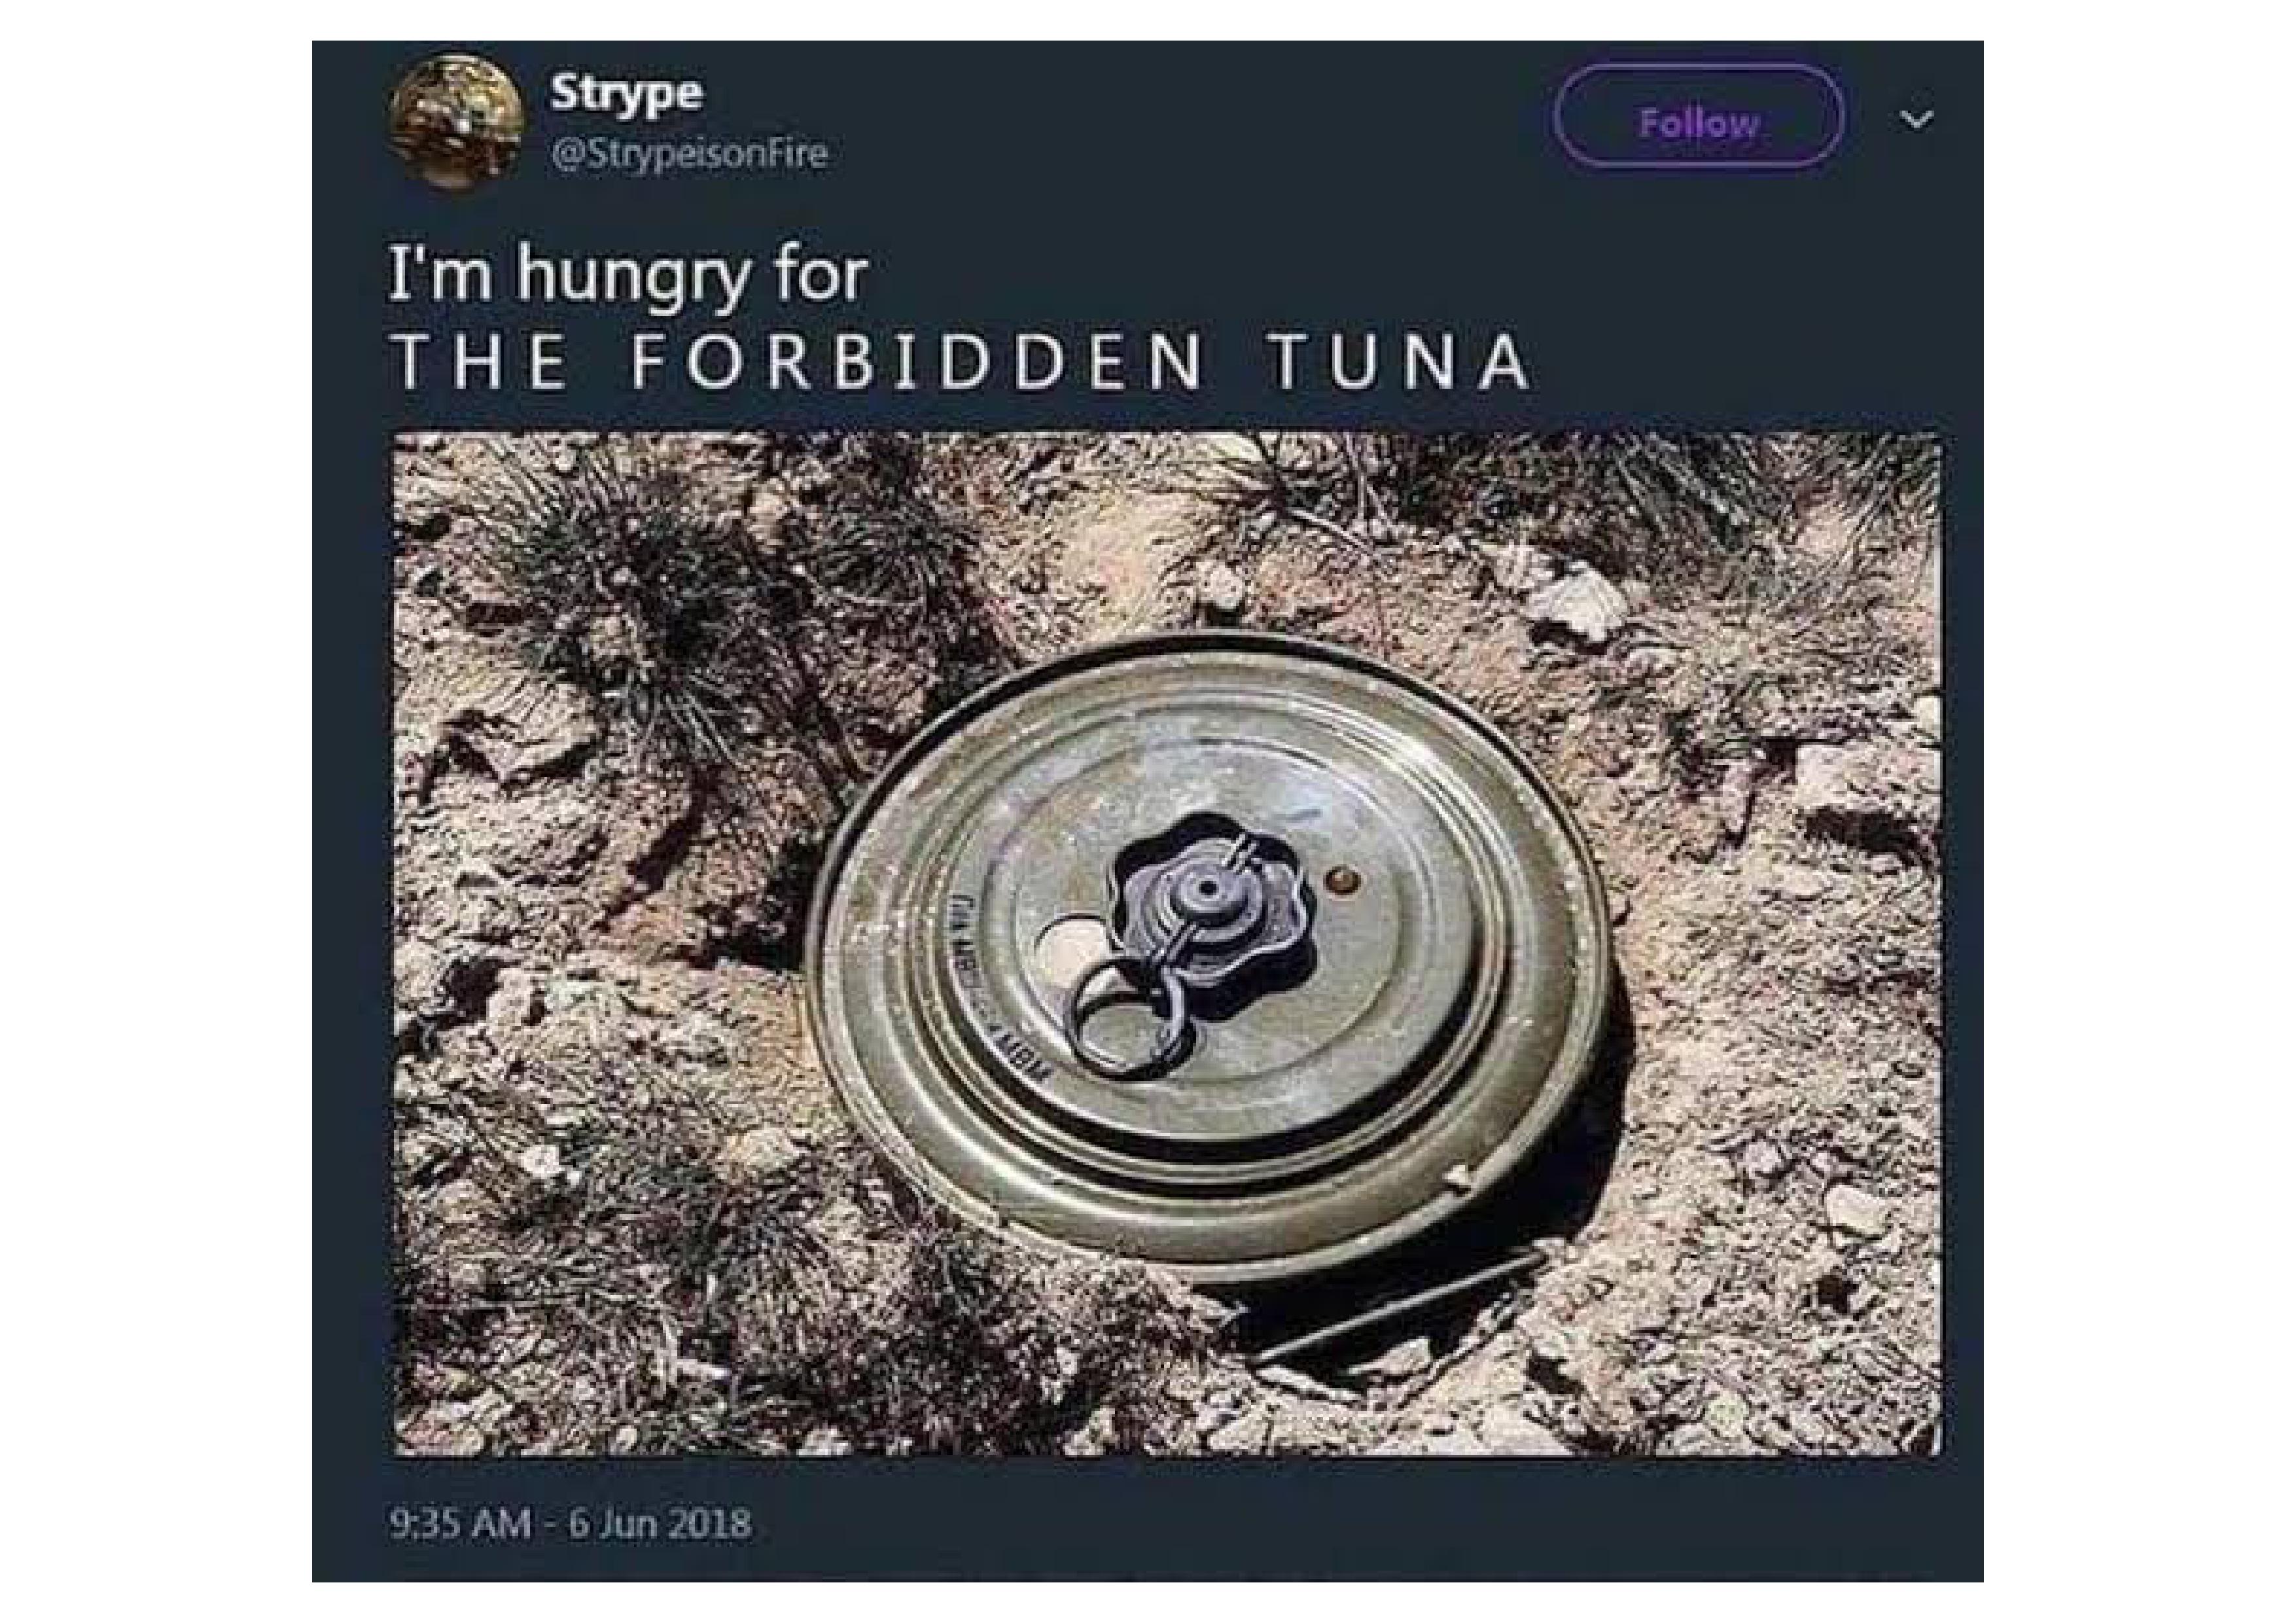 Strype
@StrypeisonFire
Follow
I'm hungry for
THE FORBIDDEN TUNA
9:35 AM - 6 Jun 2018